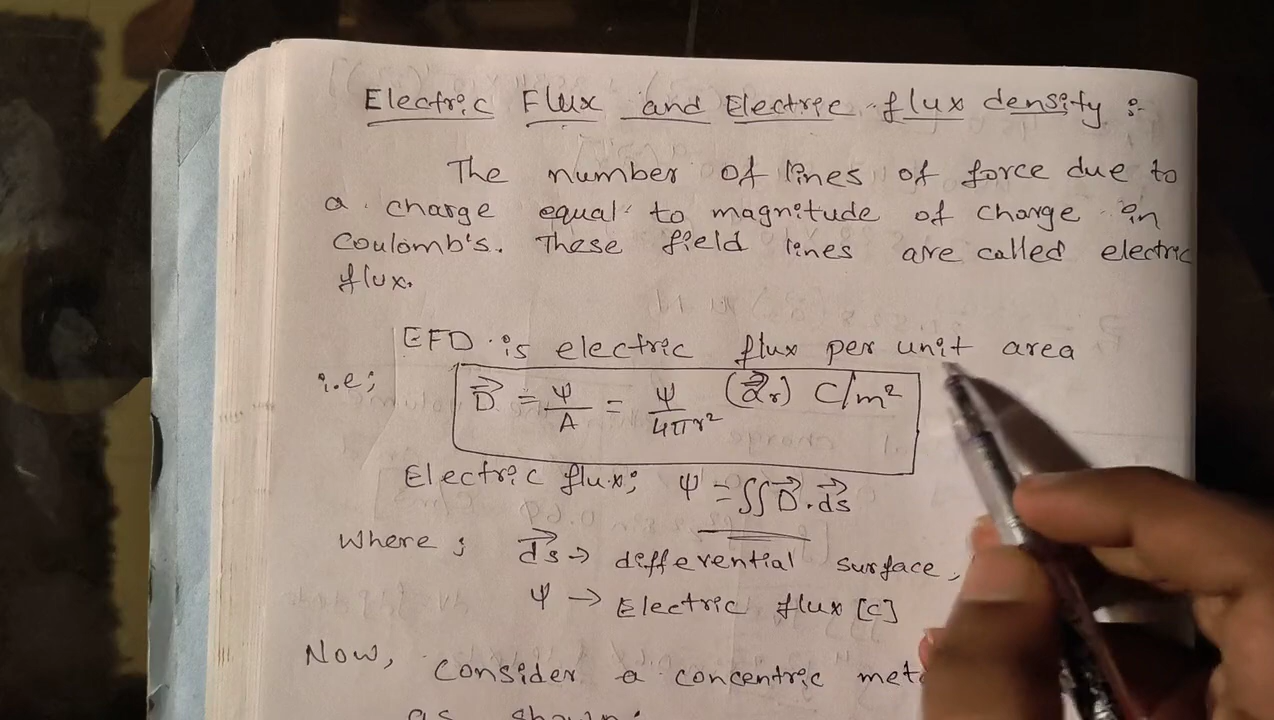 Electric Flux and Electric flux density :-
The number of lines of force due to
a charge equal to magnitude of charge in
Coulomb's. These field lines are called electric
flux.
EFD is electric flux per unit area
i.e; D⃗ = Ψ/A = Ψ/4πr² (a⃗r) C/m²
Electric flux; Ψ = ∬D⃗.ds⃗
where; ds⃗ → differential surface,
Ψ → Electric flux [C]
Now, Consider a concentric
as shown: